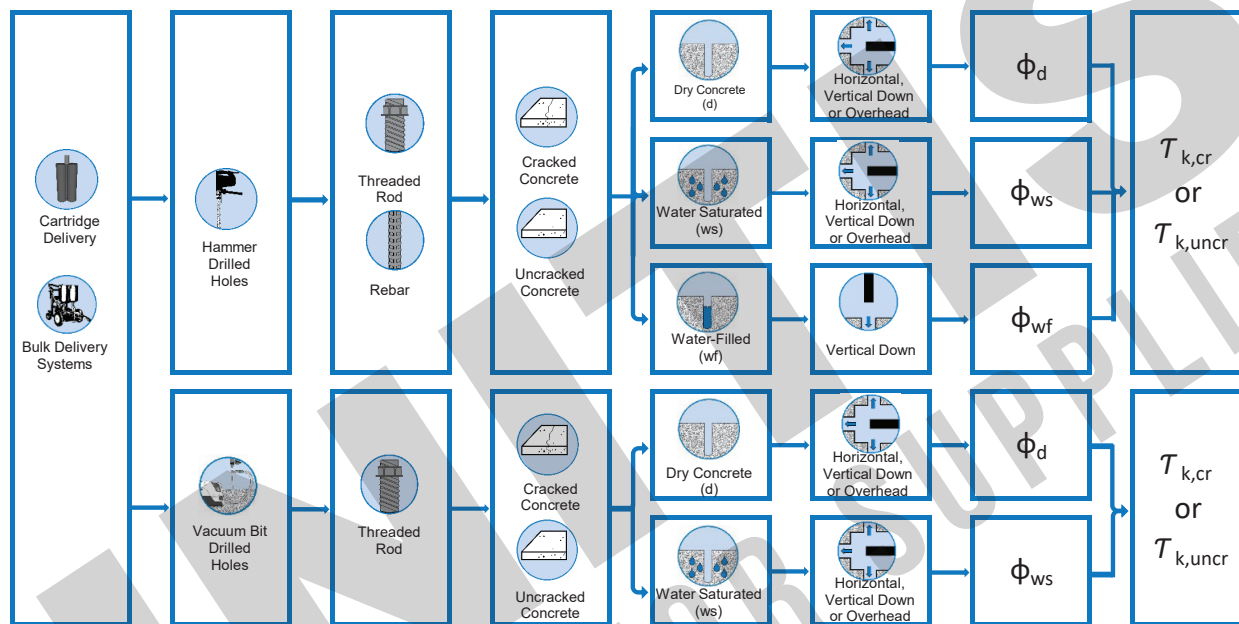 Cartridge
Delivery
Bulk Delivery
Systems
Hammer
Drilled
Holes
Threaded
Rod
Rebar
Cracked
Concrete
Uncracked
Concrete
Dry Concrete
(d)
Horizontal,
Vertical Down
or Overhead
ϕd
Water Saturated
(ws)
Horizontal,
Vertical Down
or Overhead
ϕws
Water-Filled
(wf)
Vertical Down
ϕwf
τk,cr
or
τk,uncr
Vacuum Bit
Drilled
Holes
Threaded
Rod
Cracked
Concrete
Uncracked
Concrete
Dry Concrete
(d)
Horizontal,
Vertical Down
or Overhead
ϕd
Water Saturated
(ws)
Horizontal,
Vertical Down
or Overhead
ϕws
τk,cr
or
τk,uncr